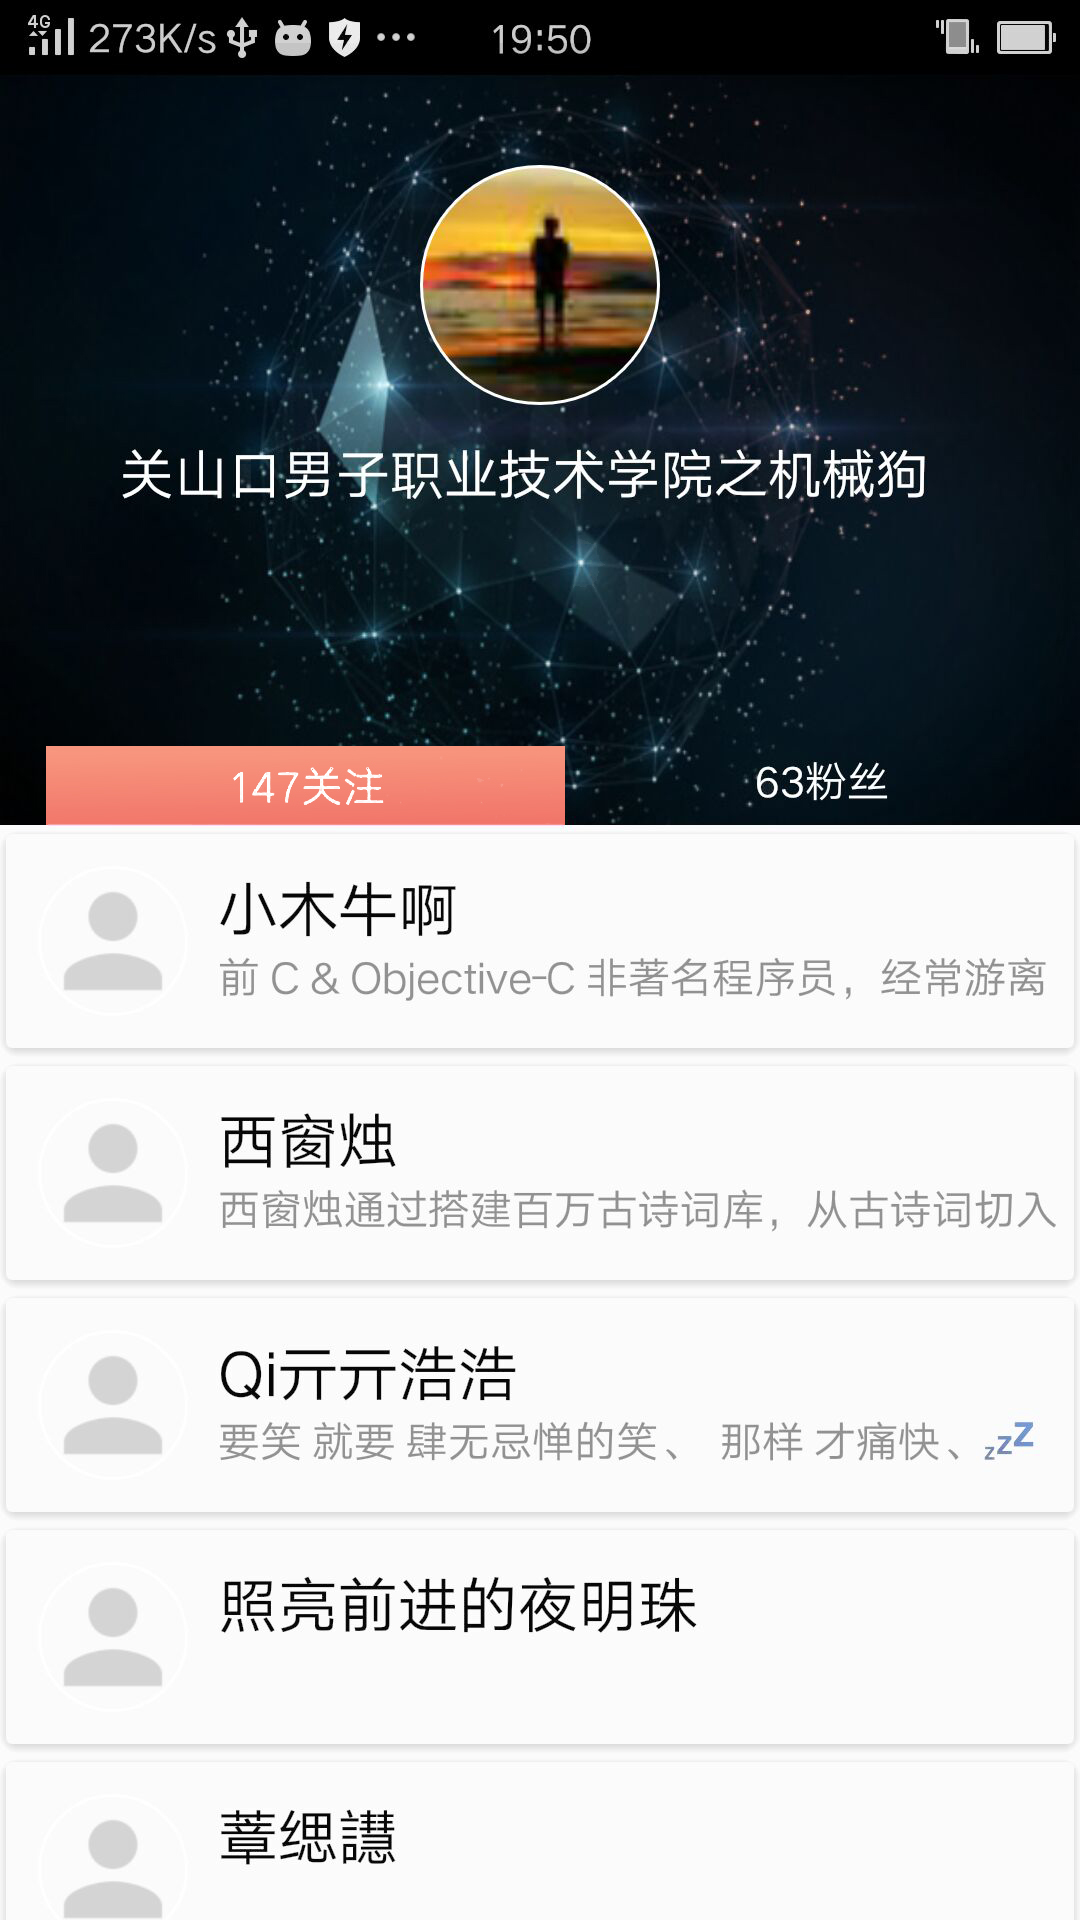 4G 273K/s 19:50
关山口男子职业技术学院之机械狗
147关注 63粉丝
小木牛啊
前 C & Objective-C 非著名程序员，经常游离
西窗烛
西窗烛通过搭建百万古诗词库，从古诗词切入
Qi亓亓浩浩
要笑 就要 肆无忌惮的笑、 那样 才痛快、💤
照亮前进的夜明珠